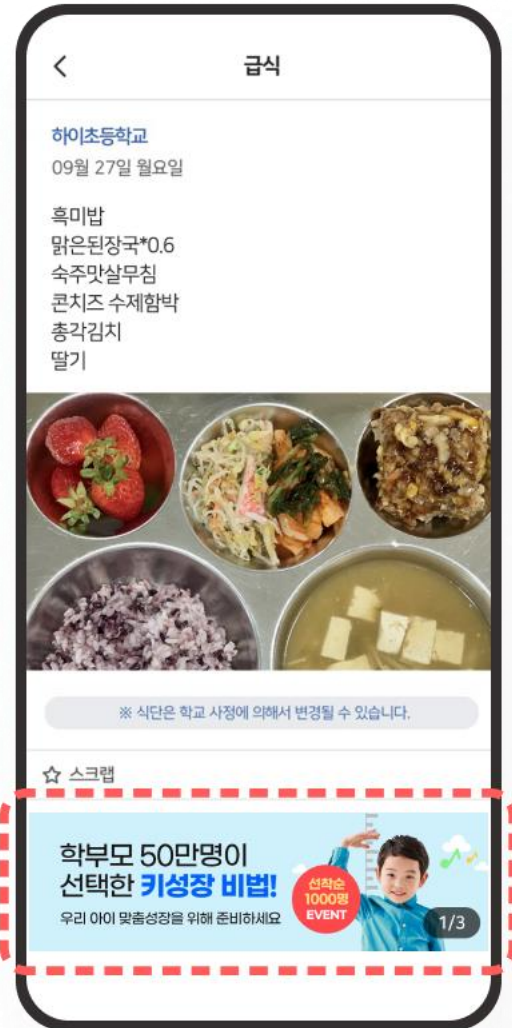 급식
하이초등학교
09월 27일 월요일
흑미밥
맑은된장국*0.6
숙주맛살무침
콘치즈 수제함박
총각김치
딸기
※ 식단은 학교 사정에 의해서 변경될 수 있습니다.
스크랩
학부모 50만명이
선택한 키성장 비법!
우리 아이 맞춤성장을 위해 준비하세요
선착순
1000명
EVENT
1/3